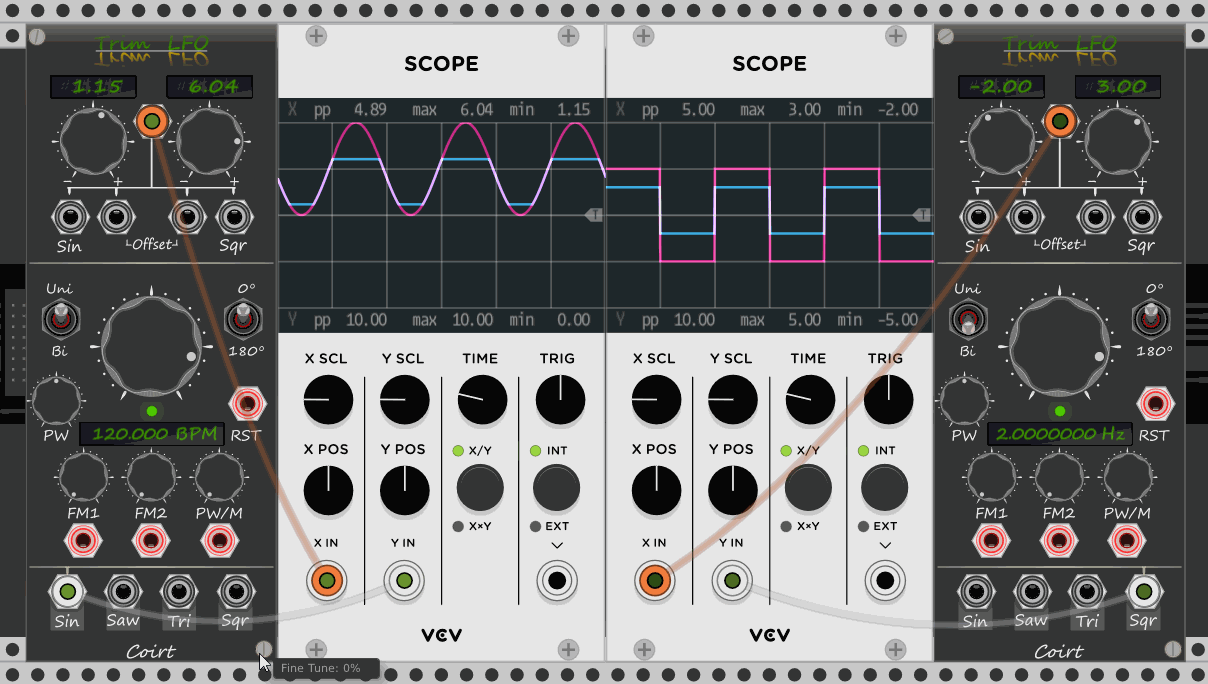 Trim LFO
1.15 6.04
- + - +
Sin Offset Sqr
Uni 0°
Bi 180°
PW RST
120.000 BPM
FM1 FM2 PW/M
Sin Saw Tri Sqr
Coirt
Fine Tune: 0%
SCOPE
X pp 4.89 max 6.04 min 1.15
T
Y pp 10.00 max 10.00 min 0.00
X SCL Y SCL TIME TRIG
X POS Y POS X/Y INT
X×Y EXT
X IN Y IN
VCV
SCOPE
X pp 5.00 max 3.00 min -2.00
T
Y pp 10.00 max 5.00 min -5.00
X SCL Y SCL TIME TRIG
X POS Y POS X/Y INT
X×Y EXT
X IN Y IN
VCV
Trim LFO
-2.00 3.00
- + - +
Sin Offset Sqr
Uni 0°
Bi 180°
PW RST
2.0000000 Hz
FM1 FM2 PW/M
Sin Saw Tri Sqr
Coirt